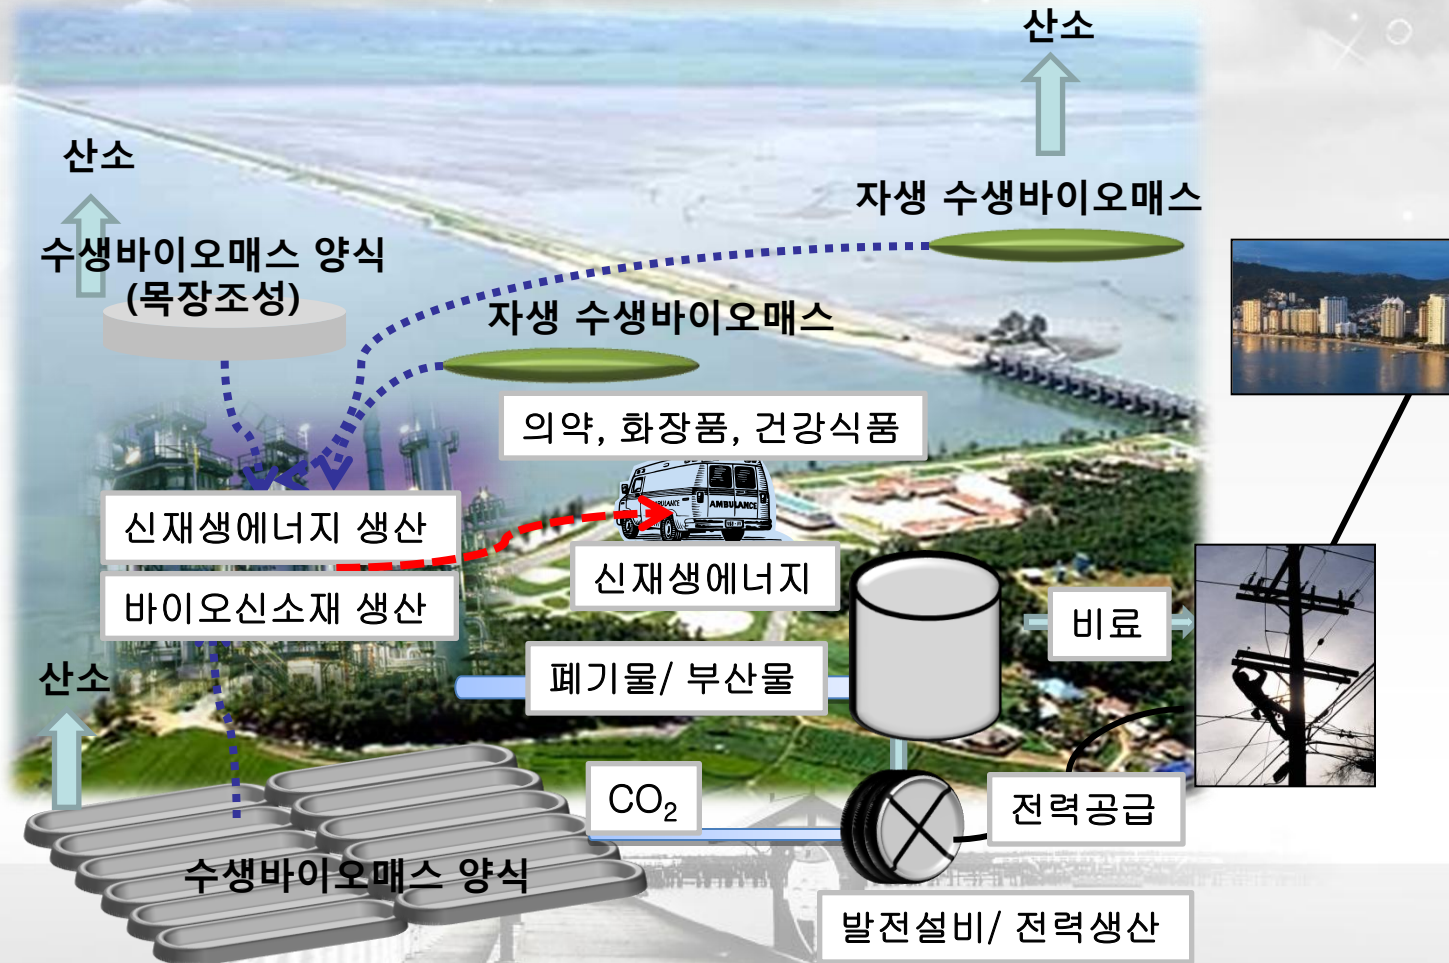 산소
산소
자생 수생바이오매스
수생바이오매스 양식
(목장조성)
자생 수생바이오매스
의약, 화장품, 건강식품
AMBULANCE
AMBULANCE
신재생에너지 생산
신재생에너지
바이오신소재 생산
비료
폐기물/ 부산물
산소
CO₂
전력공급
수생바이오매스 양식
발전설비/ 전력생산